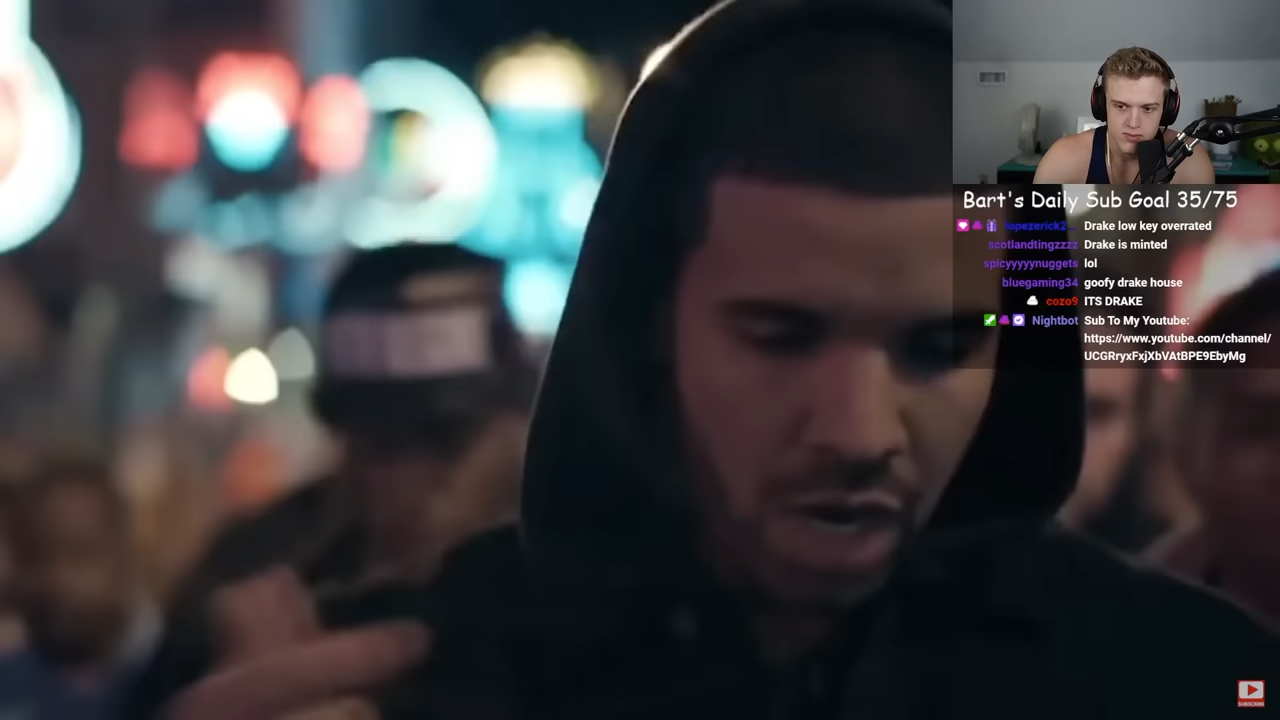 Bart's Daily Sub Goal 35/75
Drake low key overrated
scotlandtingzzzz Drake is minted
spicyyyyynuggets lol
bluegaming34 goofy drake house
cozo9 ITS DRAKE
Nightbot Sub To My Youtube:
https://www.youtube.com/channel/
UCGRryxFxjXbVAtBPE9EbyMg
SUBSCRIBE